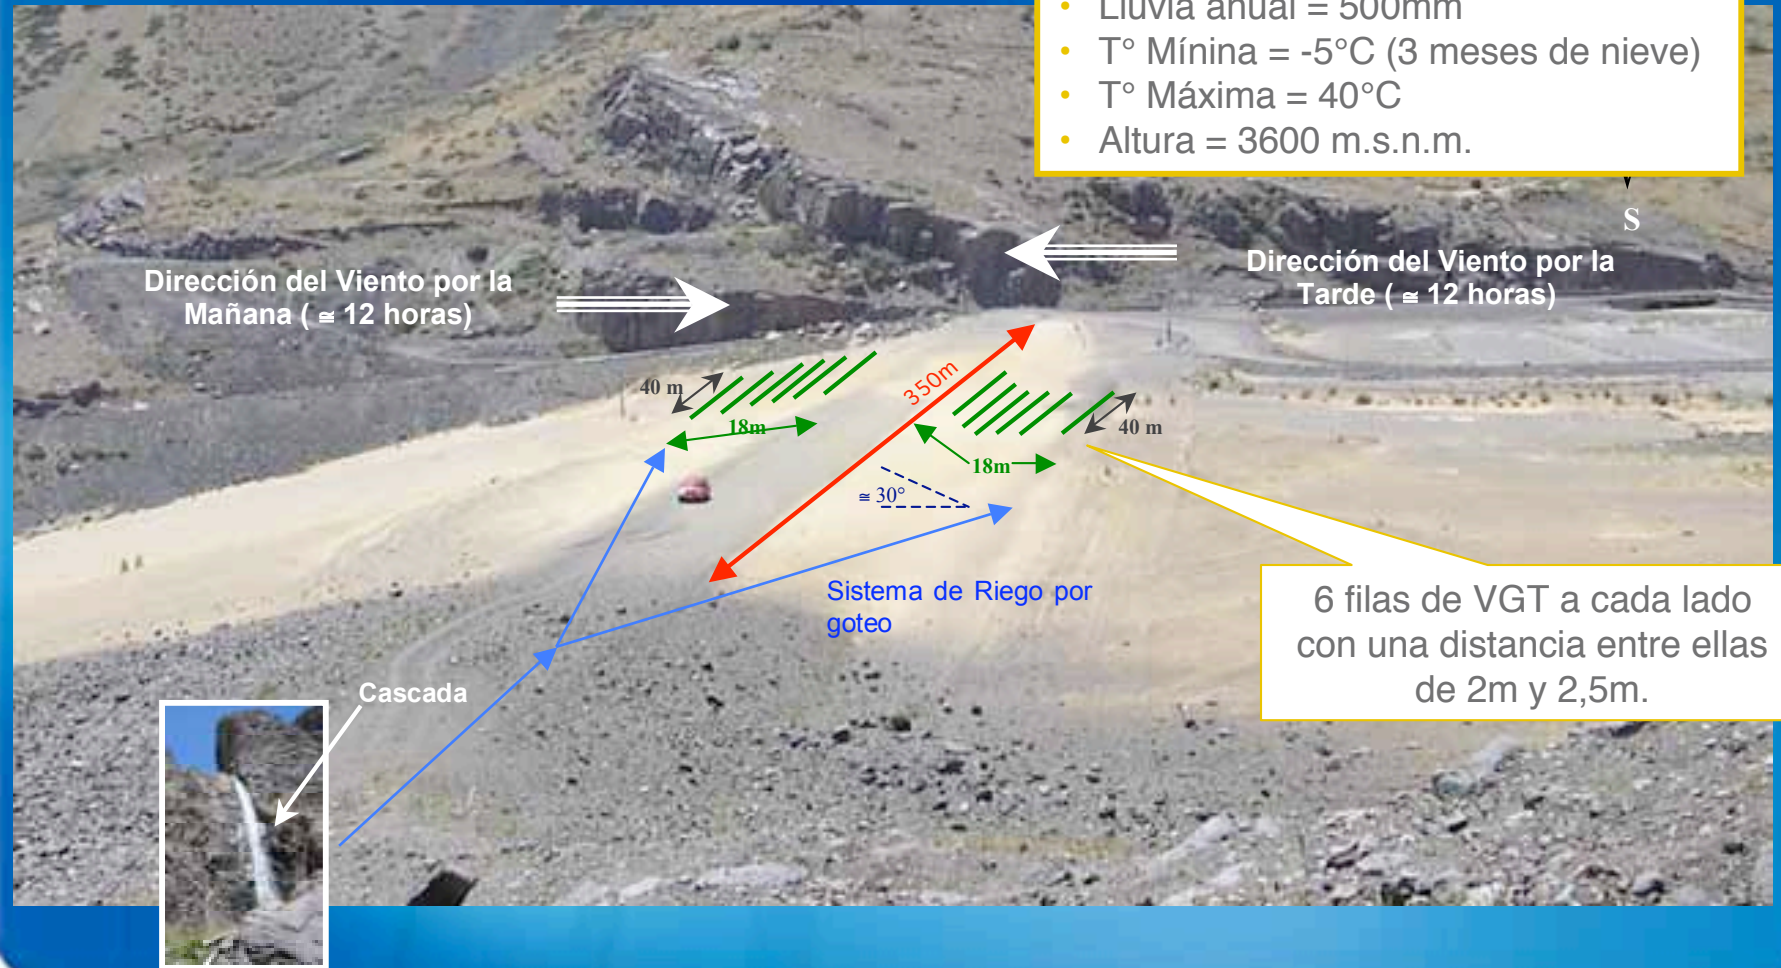 • Lluvia anual = 500mm
• T° Mínina = -5°C (3 meses de nieve)
• T° Máxima = 40°C
• Altura = 3600 m.s.n.m.
S
Dirección del Viento por la
Mañana ( ≅ 12 horas)
Dirección del Viento por la
Tarde ( ≅ 12 horas)
40 m
18m
350m
40 m
18m
≅ 30°
Sistema de Riego por
goteo
6 filas de VGT a cada lado
con una distancia entre ellas
de 2m y 2,5m.
Cascada